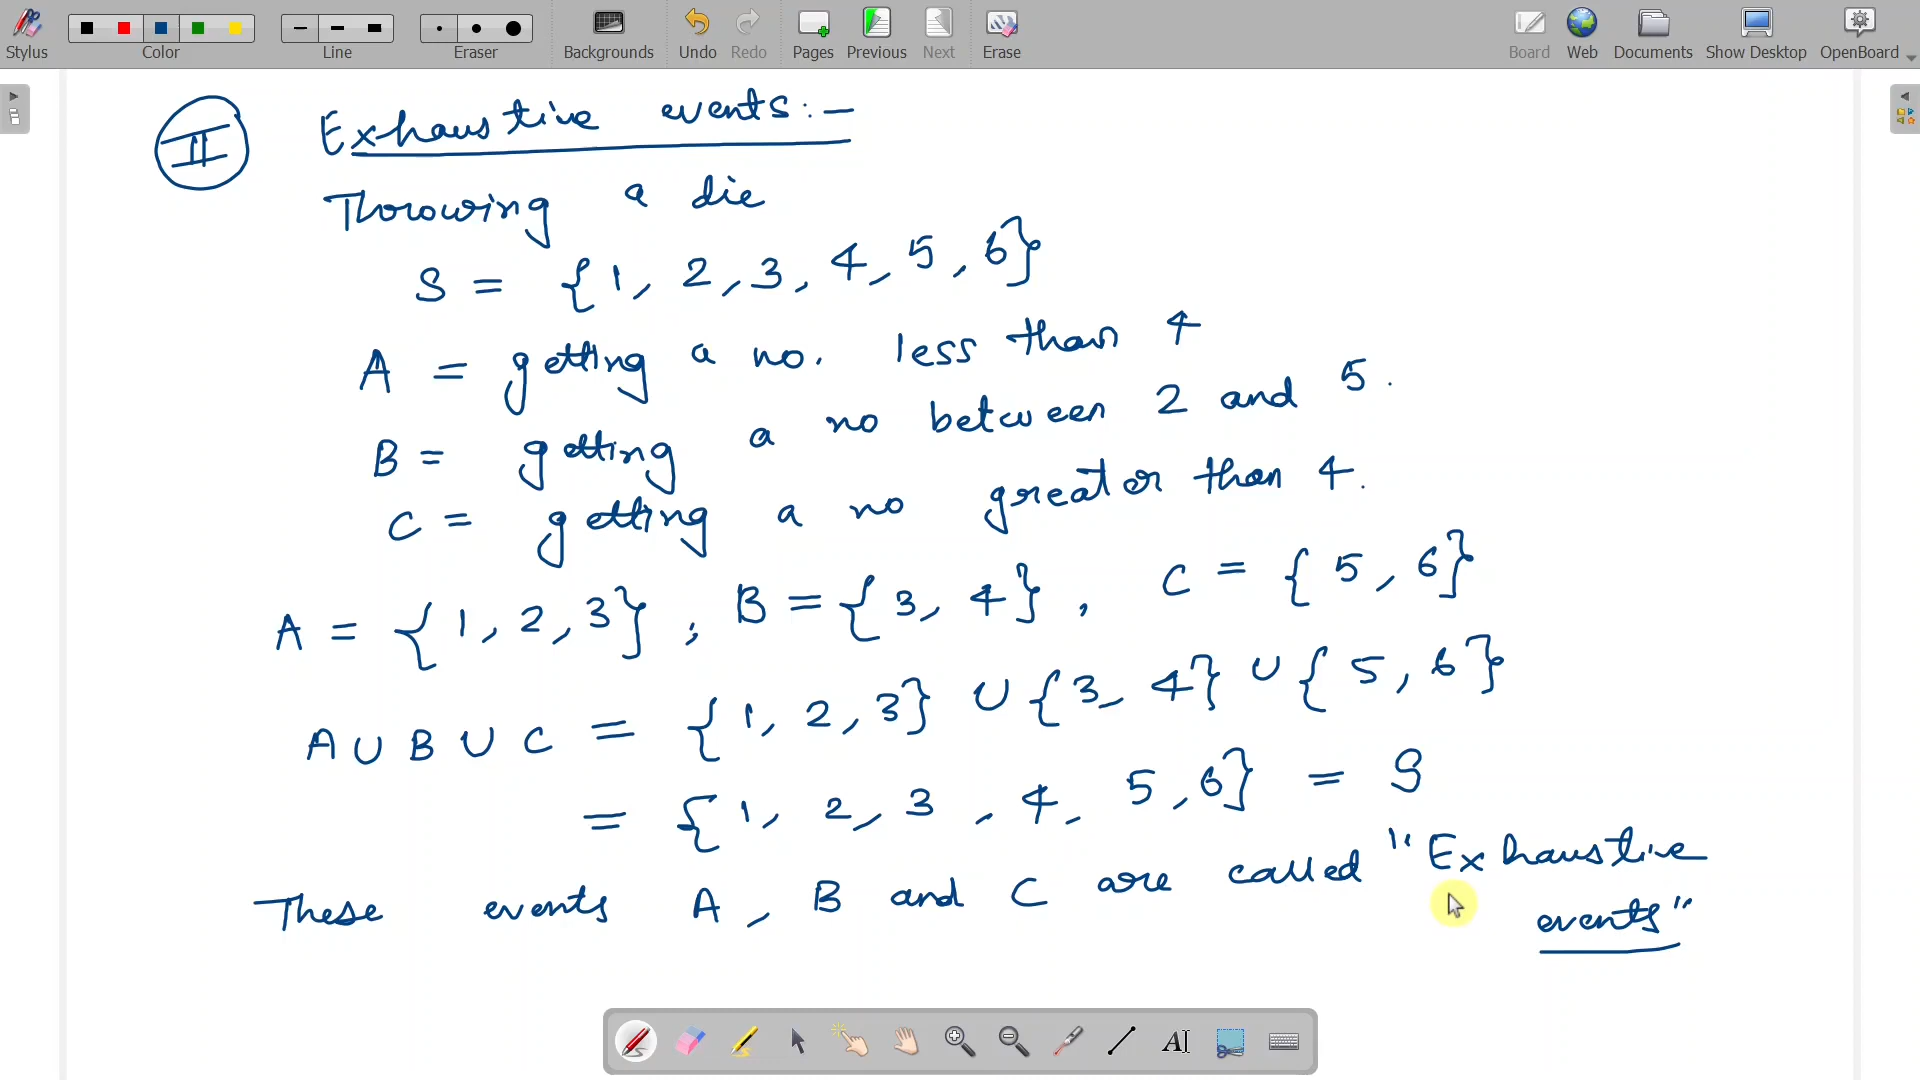 Stylus Color Line Eraser Backgrounds Undo Redo Pages Previous Next Erase Board Web Documents Show Desktop OpenBoard
II Exhaustive events:-
Throwing a die
S = {1, 2, 3, 4, 5, 6}
A = getting a no. less than 4
B = getting a no between 2 and 5.
C = getting a no greater than 4.
A = {1, 2, 3}, B = {3, 4}, C = {5, 6}
A ∪ B ∪ C = {1, 2, 3} ∪ {3, 4} ∪ {5, 6}
= {1, 2, 3, 4, 5, 6} = S
These events A, B and C are called "Exhaustive
events"
AI